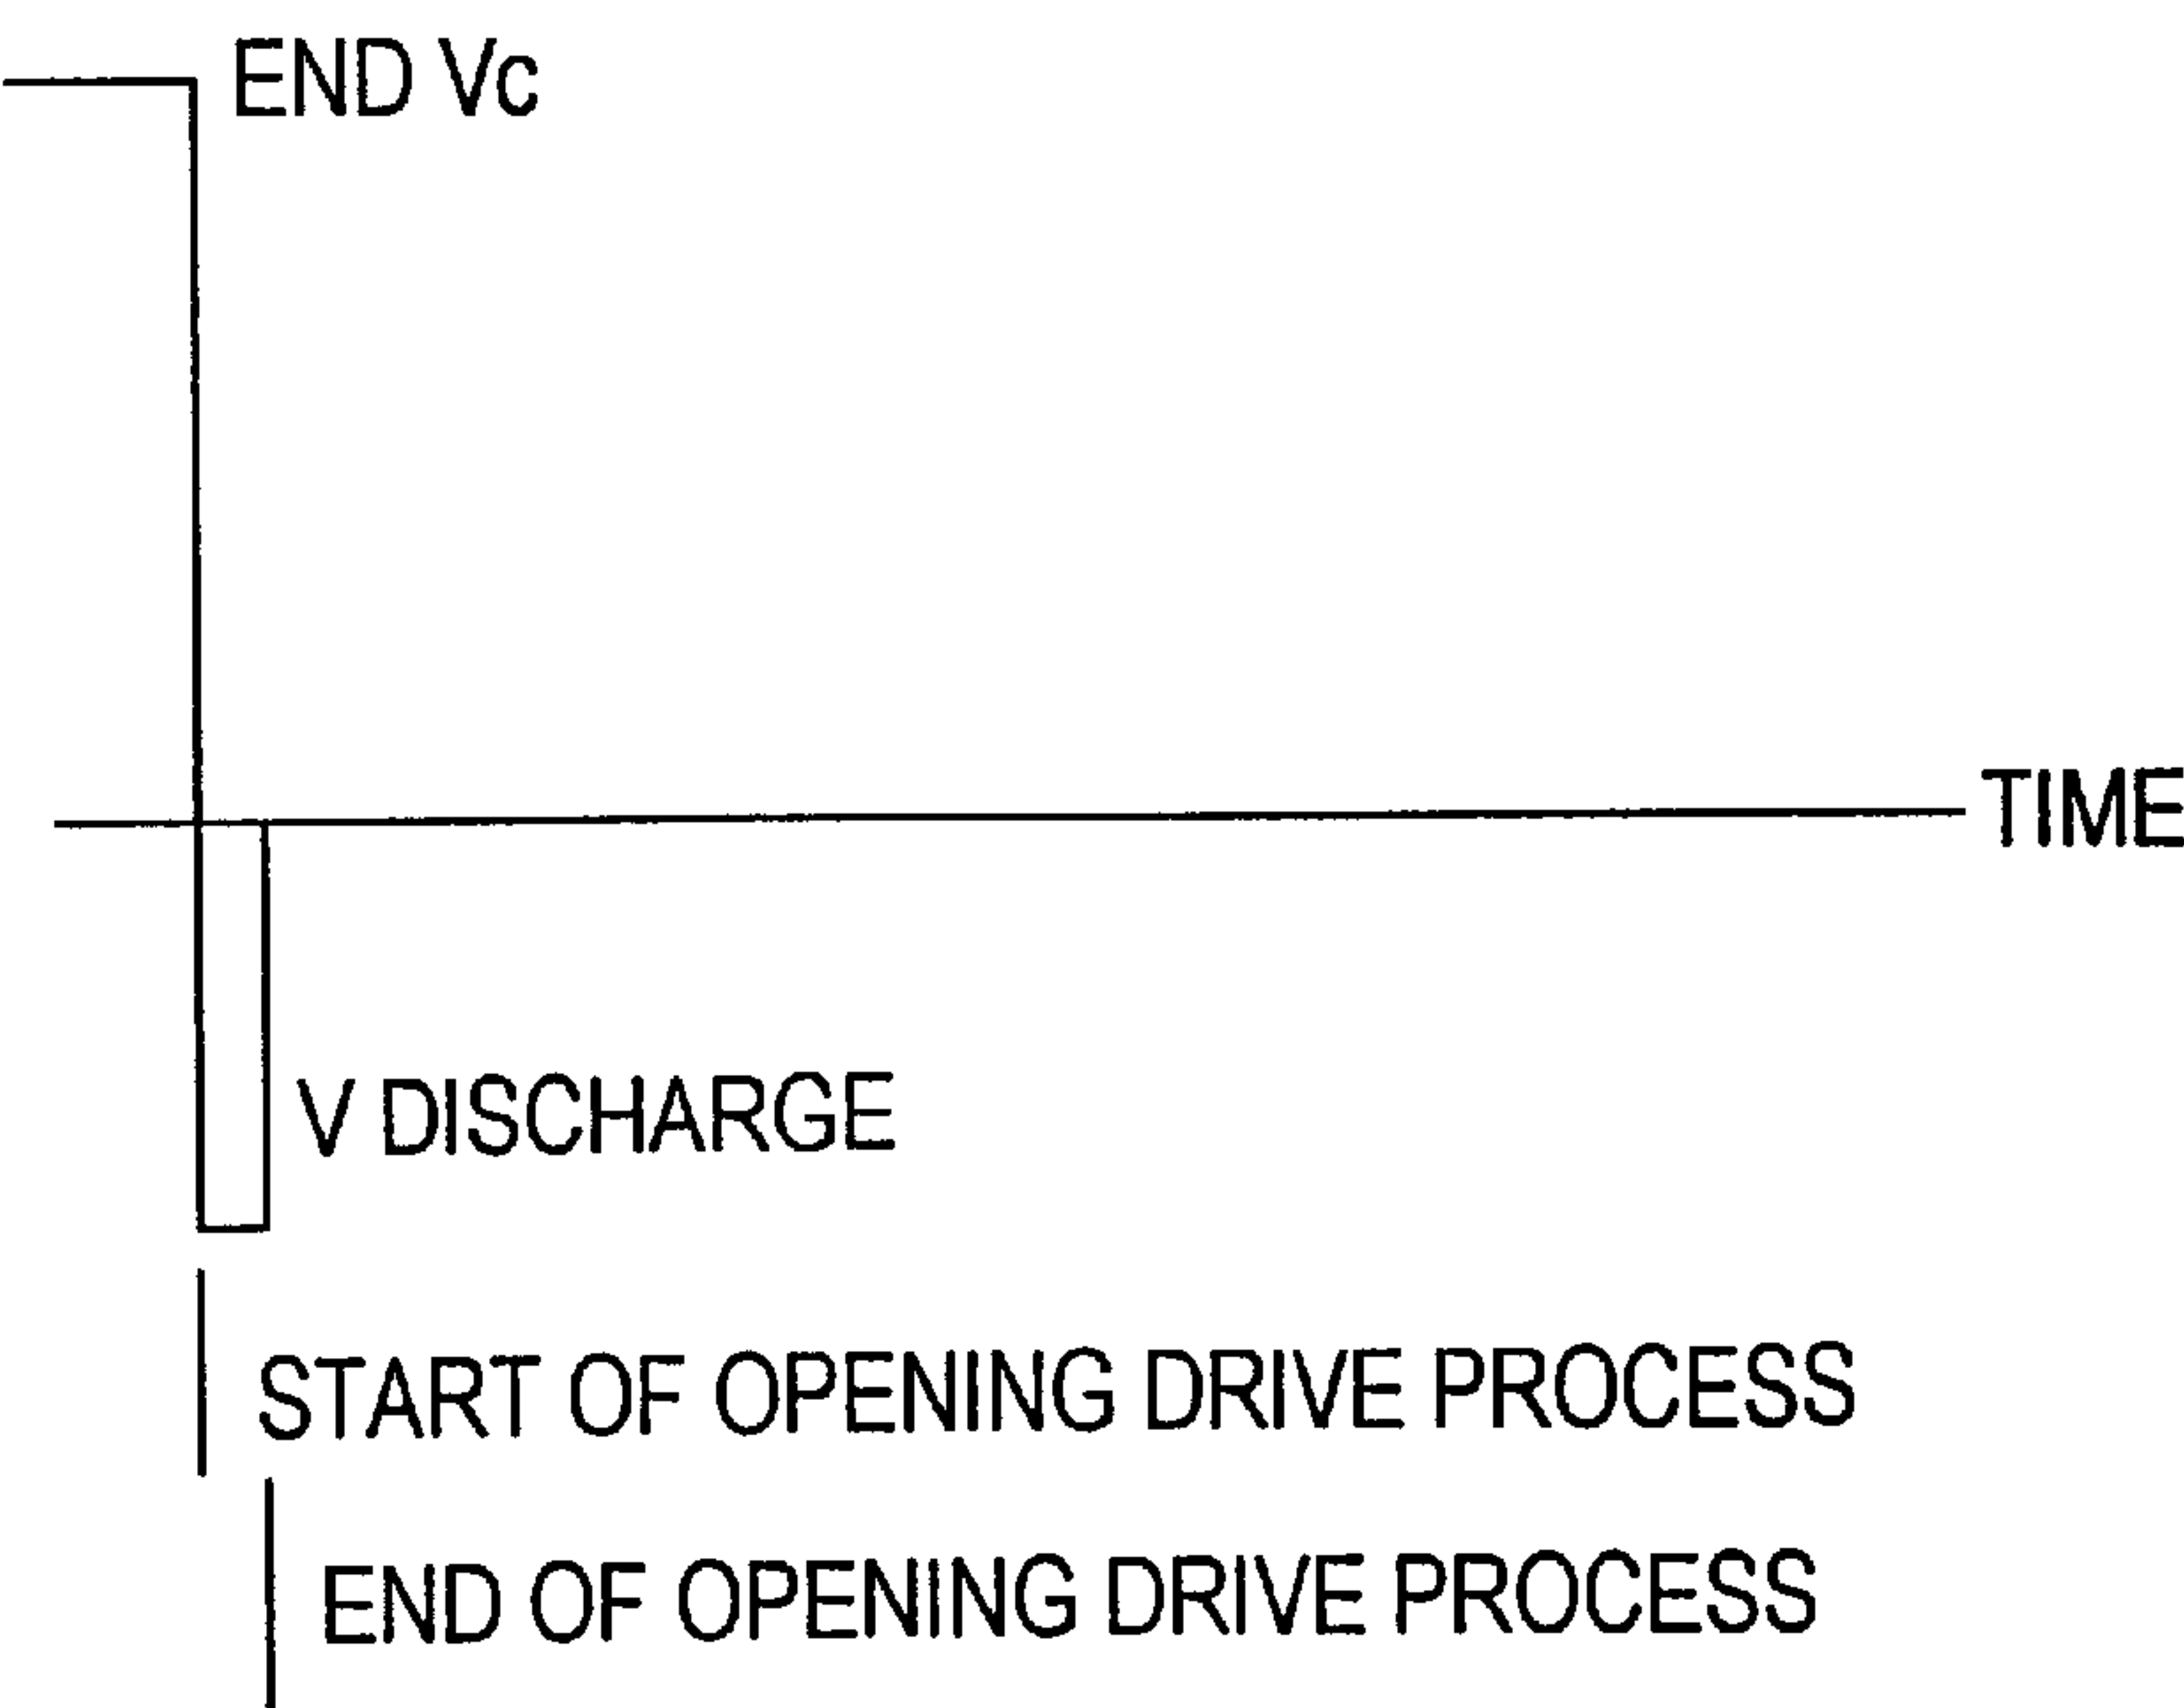 END Vc
TIME
V DISCHARGE
START OF OPENING DRIVE PROCESS
END OF OPENING DRIVE PROCESS